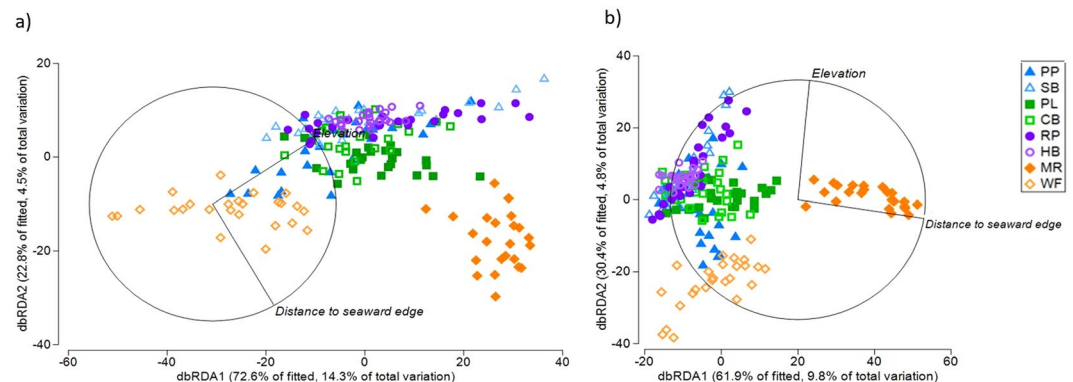 a)
20
0
-20
-40
-60
-40
-20
0
20
40
dbRDA2 (22.8% of fitted, 4.5% of total variation)
dbRDA1 (72.6% of fitted, 14.3% of total variation)
Elevation
Distance to seaward edge
b)
40
20
0
-20
-40
-20
0
20
40
60
dbRDA2 (30.4% of fitted, 4.8% of total variation)
dbRDA1 (61.9% of fitted, 9.8% of total variation)
Elevation
Distance to seaward edge
PP
SB
PL
CB
RP
HB
MR
WF